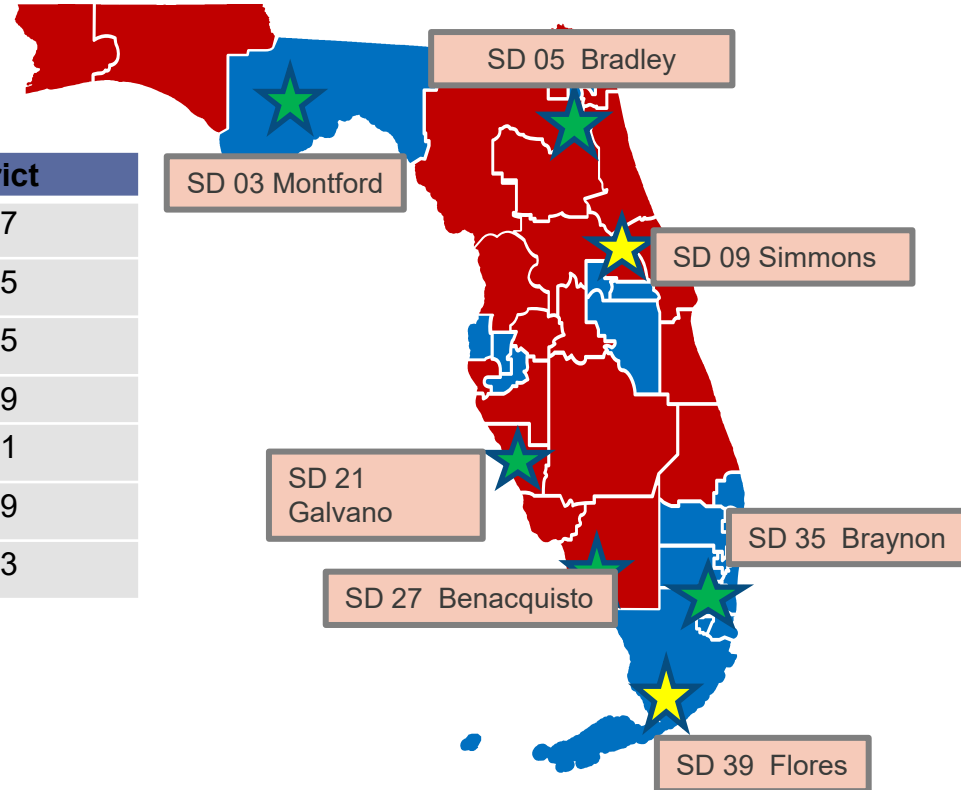 SD 05 Bradley
SD 03 Montford
ict
7
5
5
9
1
9
3
SD 09 Simmons
SD 21
Galvano
SD 35 Braynon
SD 27 Benacquisto
SD 39 Flores